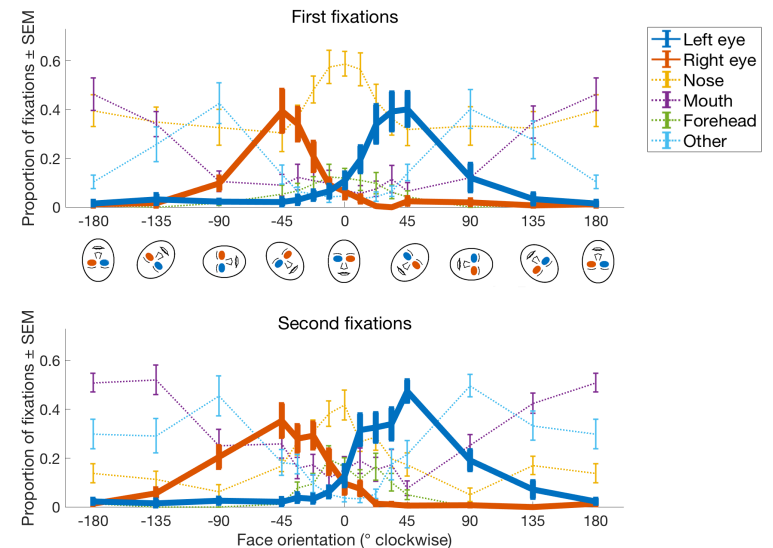 First fixations
Proportion of fixations ± SEM
0.6
0.4
0.2
0
-180 -135 -90 -45 0 45 90 135 180
Left eye
Right eye
Nose
Mouth
Forehead
Other
Second fixations
Proportion of fixations ± SEM
0.6
0.4
0.2
0
-180 -135 -90 -45 0 45 90 135 180
Face orientation (° clockwise)